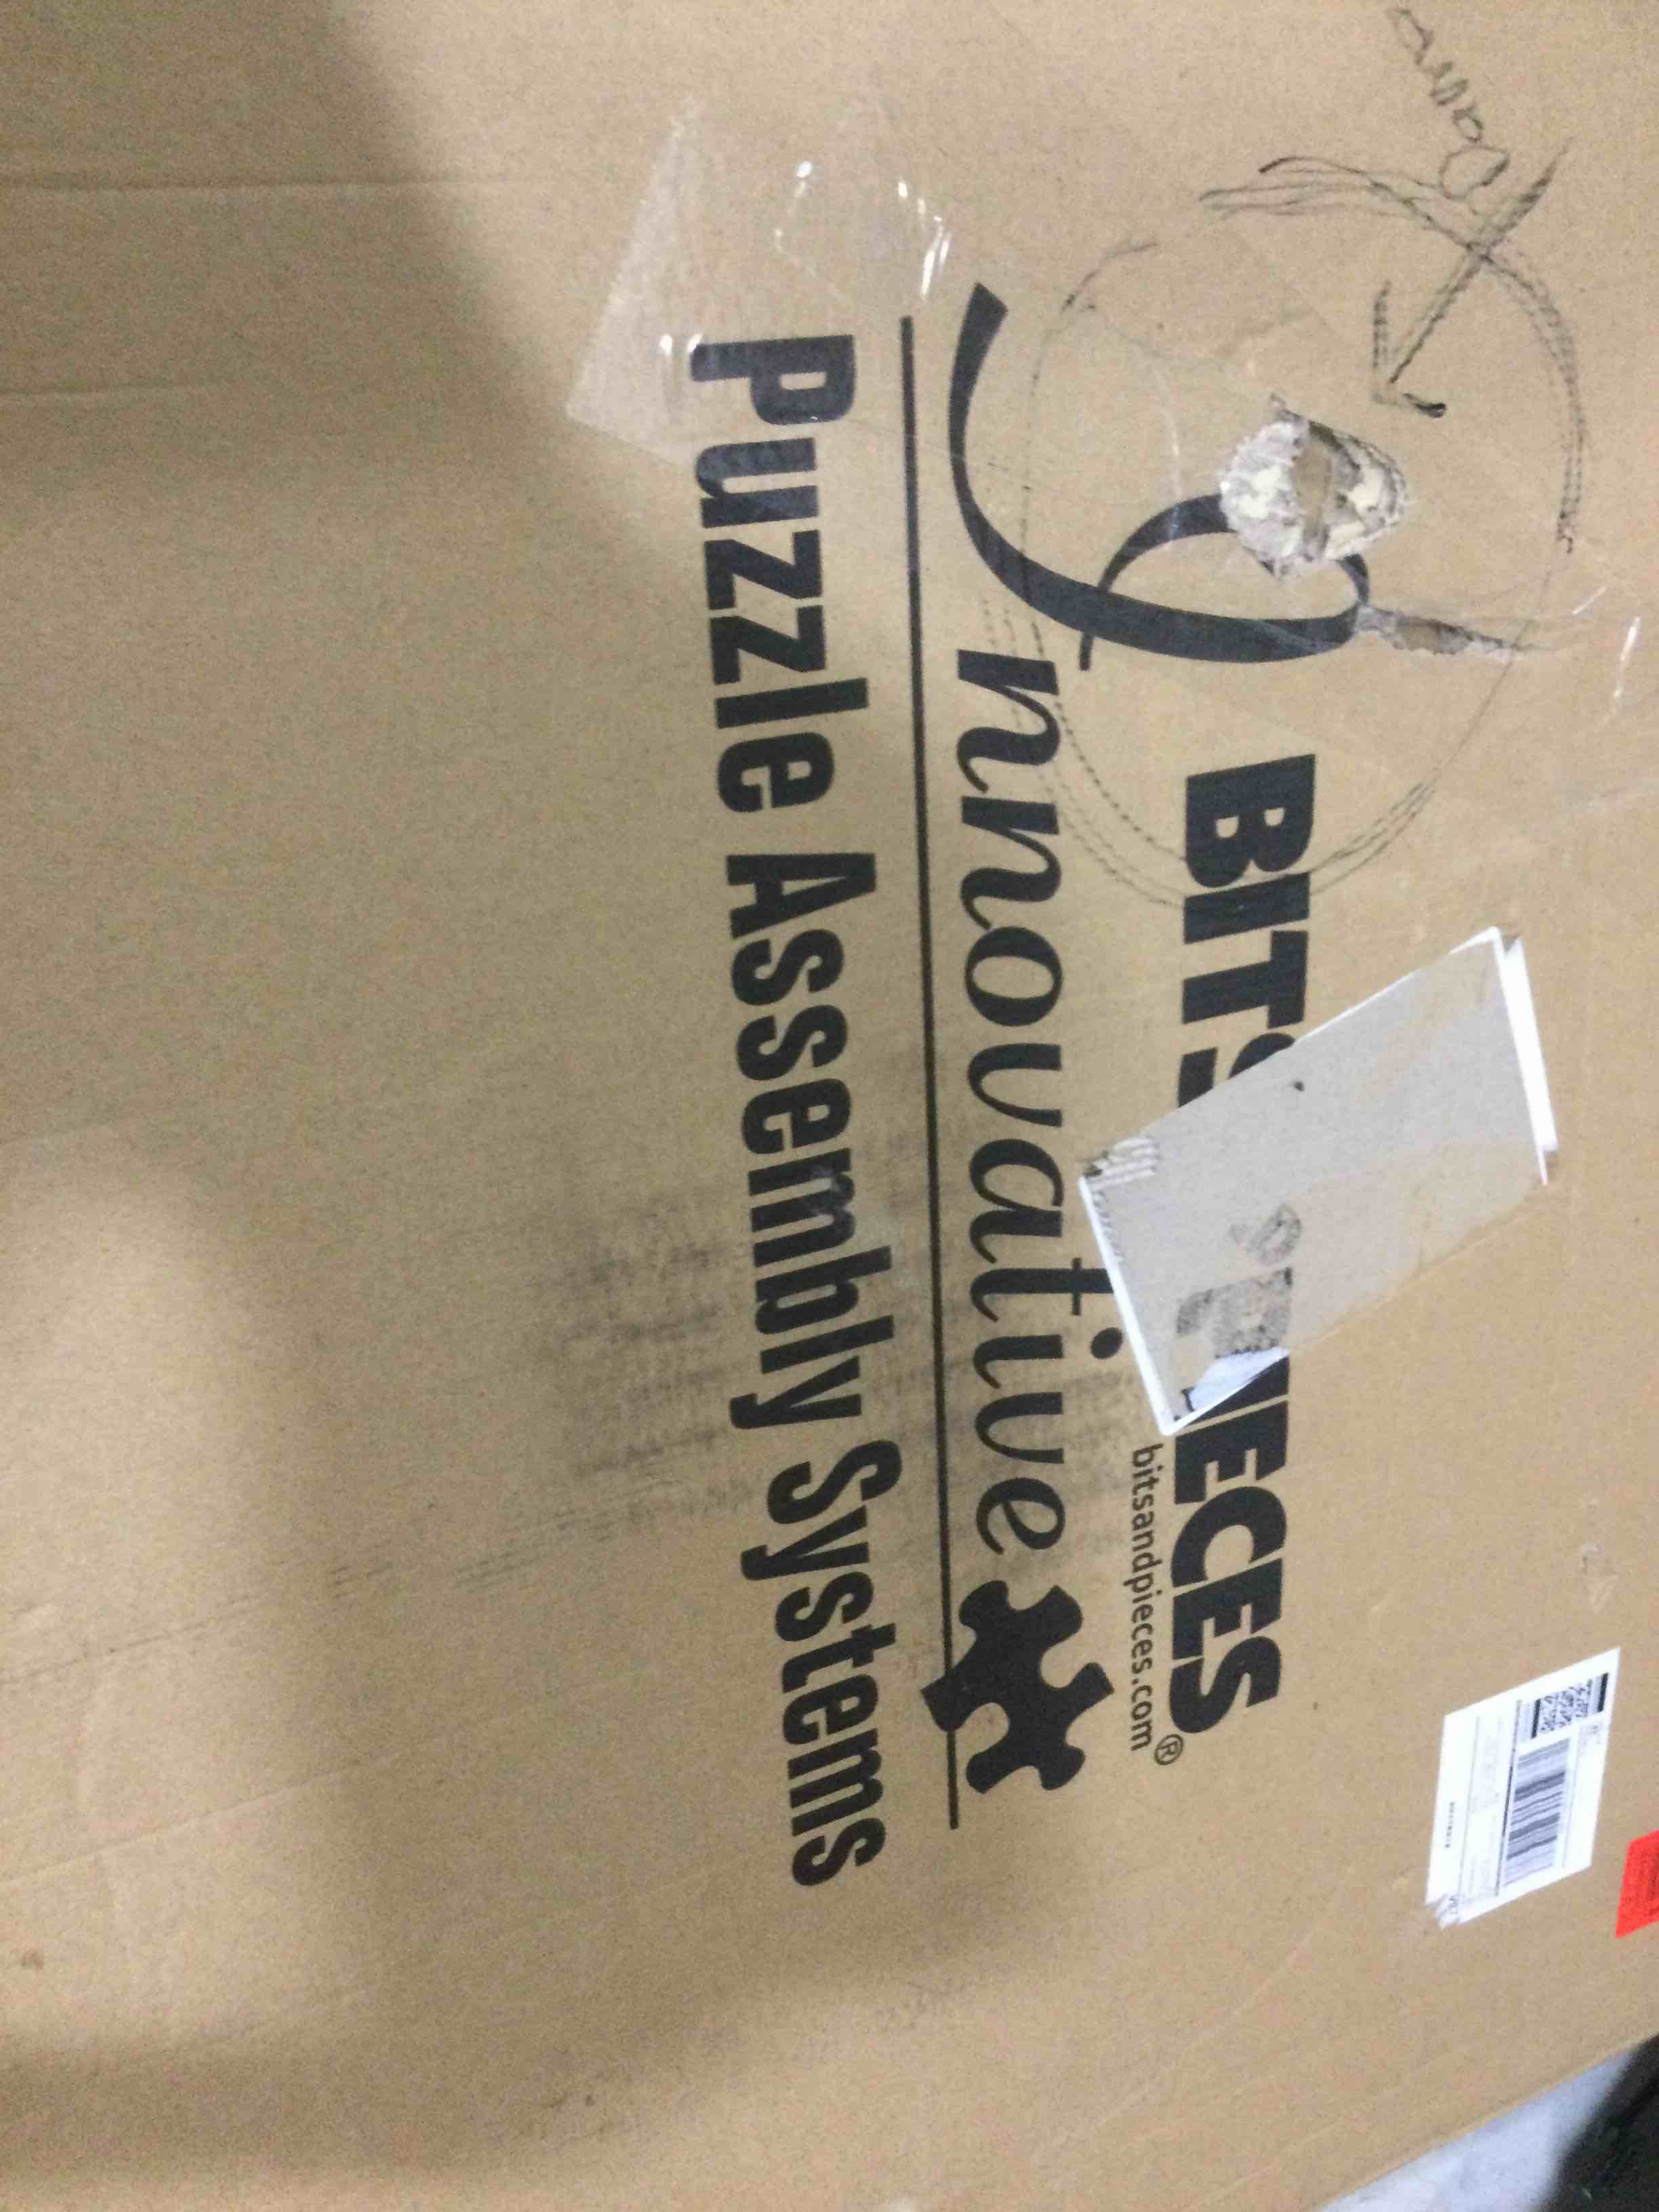 BITS PIECES®
bitsandpieces.com
Innovative
Puzzle Assembly Systems